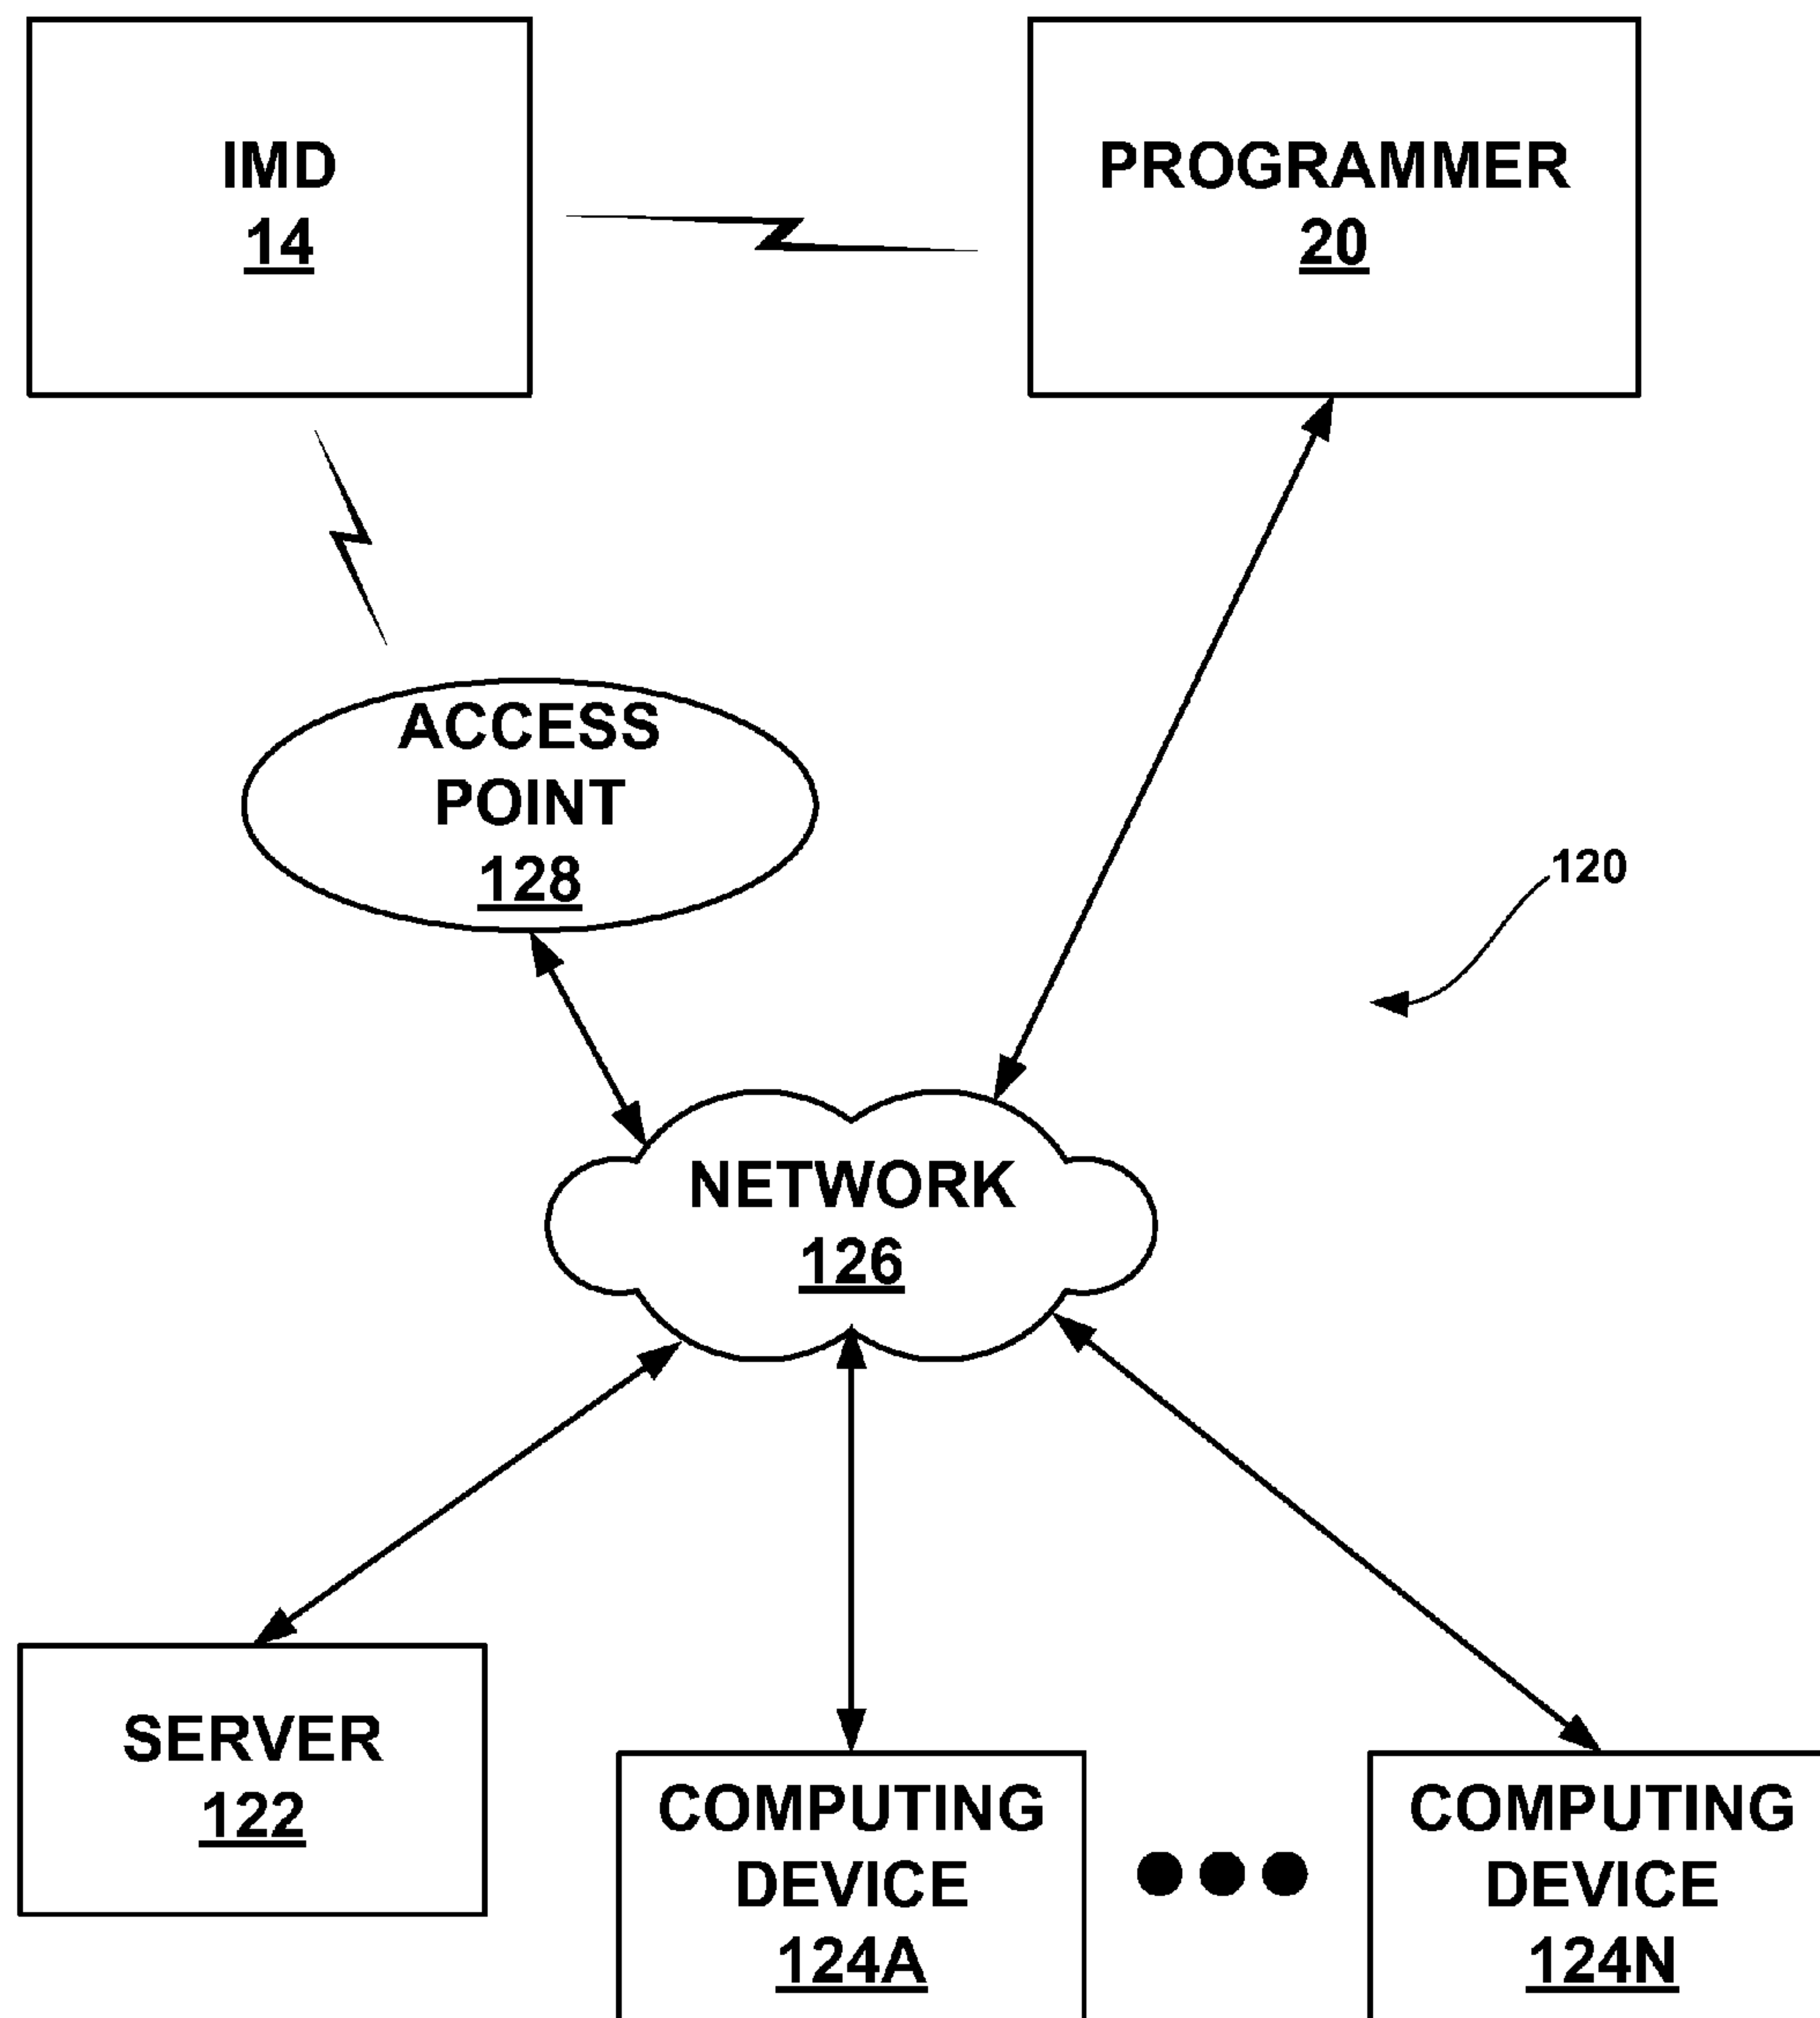 IMD
14
PROGRAMMER
20
ACCESS
POINT
128
120
NETWORK
126
SERVER
122
COMPUTING
DEVICE
124A
COMPUTING
DEVICE
124N